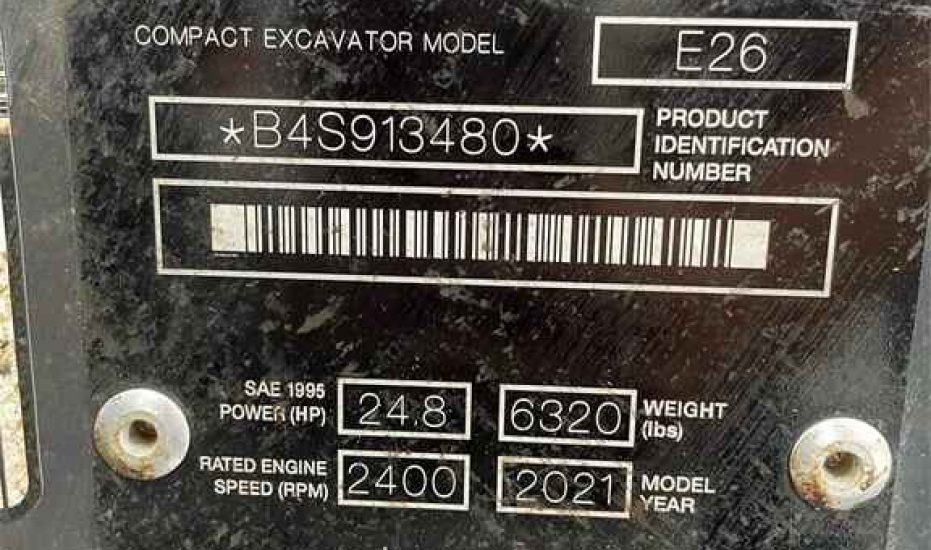 COMPACT EXCAVATOR MODEL E26
*B4S913480*
PRODUCT
IDENTIFICATION
NUMBER
SAE 1995
POWER (HP)
24.8
6320
WEIGHT
(lbs)
RATED ENGINE
SPEED (RPM)
2400
2021
MODEL
YEAR